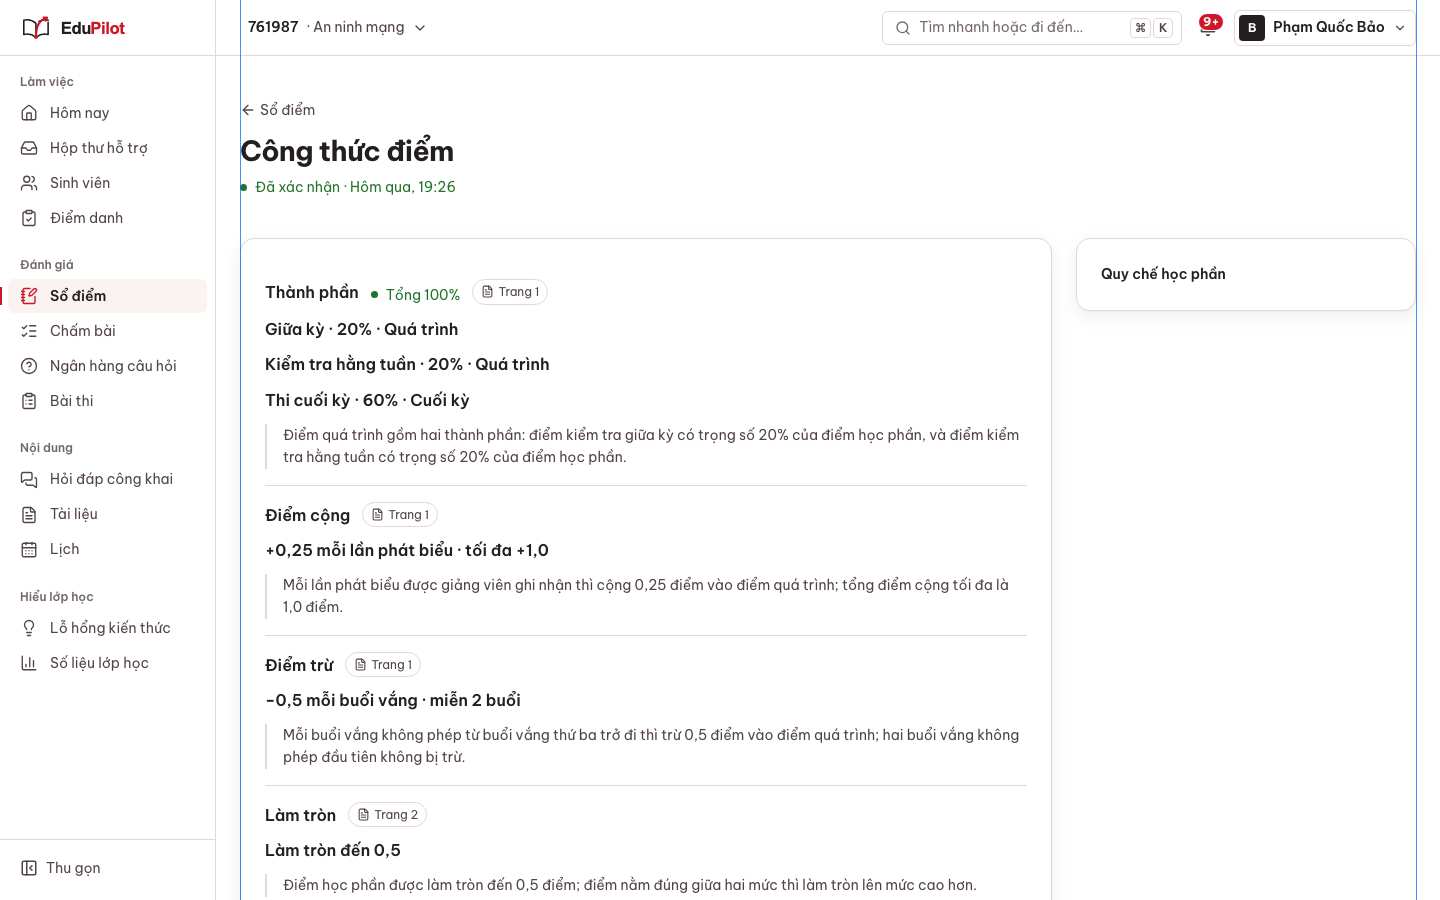 EduPilot
761987 · An ninh mạng
Tìm nhanh hoặc đi đến...
⌘ K
9+
B Phạm Quốc Bảo
Làm việc
Hôm nay
Hộp thư hỗ trợ
Sinh viên
Điểm danh
Đánh giá
Sổ điểm
Chấm bài
Ngân hàng câu hỏi
Bài thi
Nội dung
Hỏi đáp công khai
Tài liệu
Lịch
Hiểu lớp học
Lỗ hổng kiến thức
Số liệu lớp học
Thu gọn
Sổ điểm
Công thức điểm
Đã xác nhận · Hôm qua, 19:26
Thành phần Tổng 100% Trang 1
Giữa kỳ · 20% · Quá trình
Kiểm tra hằng tuần · 20% · Quá trình
Thi cuối kỳ · 60% · Cuối kỳ
Điểm quá trình gồm hai thành phần: điểm kiểm tra giữa kỳ có trọng số 20% của điểm học phần, và điểm kiểm
tra hằng tuần có trọng số 20% của điểm học phần.
Điểm cộng Trang 1
+0,25 mỗi lần phát biểu · tối đa +1,0
Mỗi lần phát biểu được giảng viên ghi nhận thì cộng 0,25 điểm vào điểm quá trình; tổng điểm cộng tối đa là
1,0 điểm.
Điểm trừ Trang 1
−0,5 mỗi buổi vắng · miễn 2 buổi
Mỗi buổi vắng không phép từ buổi vắng thứ ba trở đi thì trừ 0,5 điểm vào điểm quá trình; hai buổi vắng không
phép đầu tiên không bị trừ.
Làm tròn Trang 2
Làm tròn đến 0,5
Điểm học phần được làm tròn đến 0,5 điểm; điểm nằm đúng giữa hai mức thì làm tròn lên mức cao hơn.
Quy chế học phần